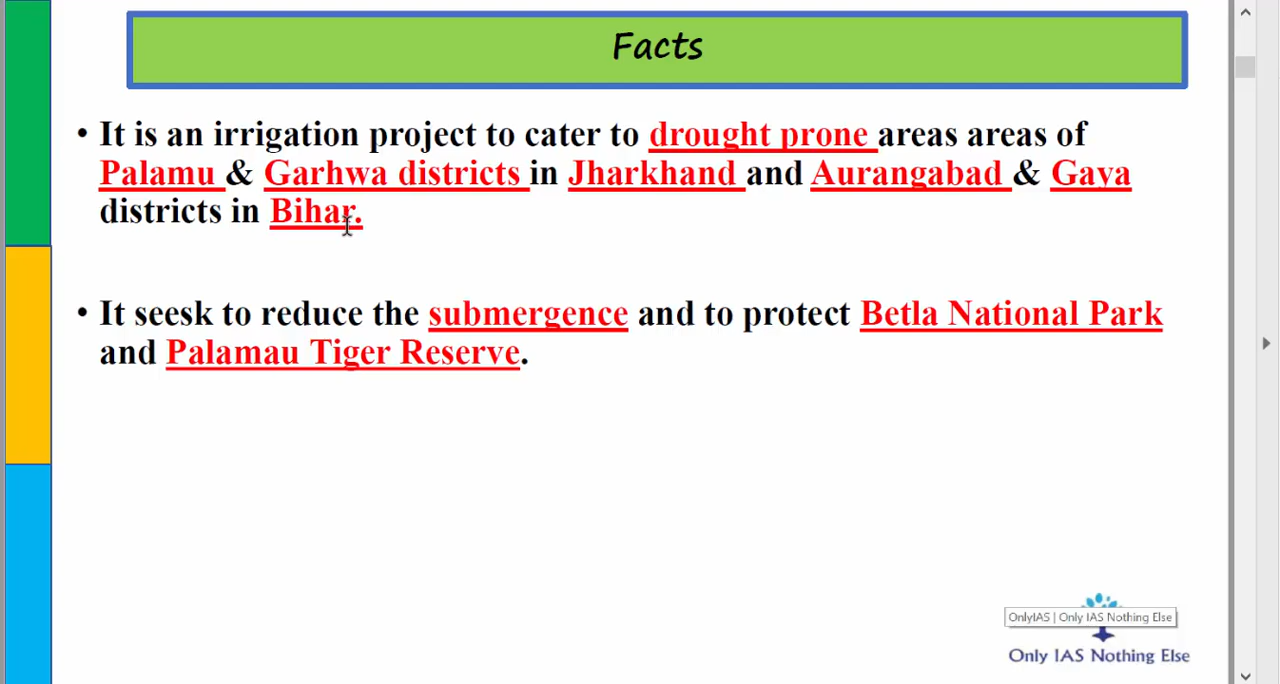 Facts
• It is an irrigation project to cater to drought prone areas areas of
Palamu & Garhwa districts in Jharkhand and Aurangabad & Gaya
districts in Bihar.
• It seesk to reduce the submergence and to protect Betla National Park
and Palamau Tiger Reserve.
OnlyIAS | Only IAS Nothing Else
Only IAS Nothing Else